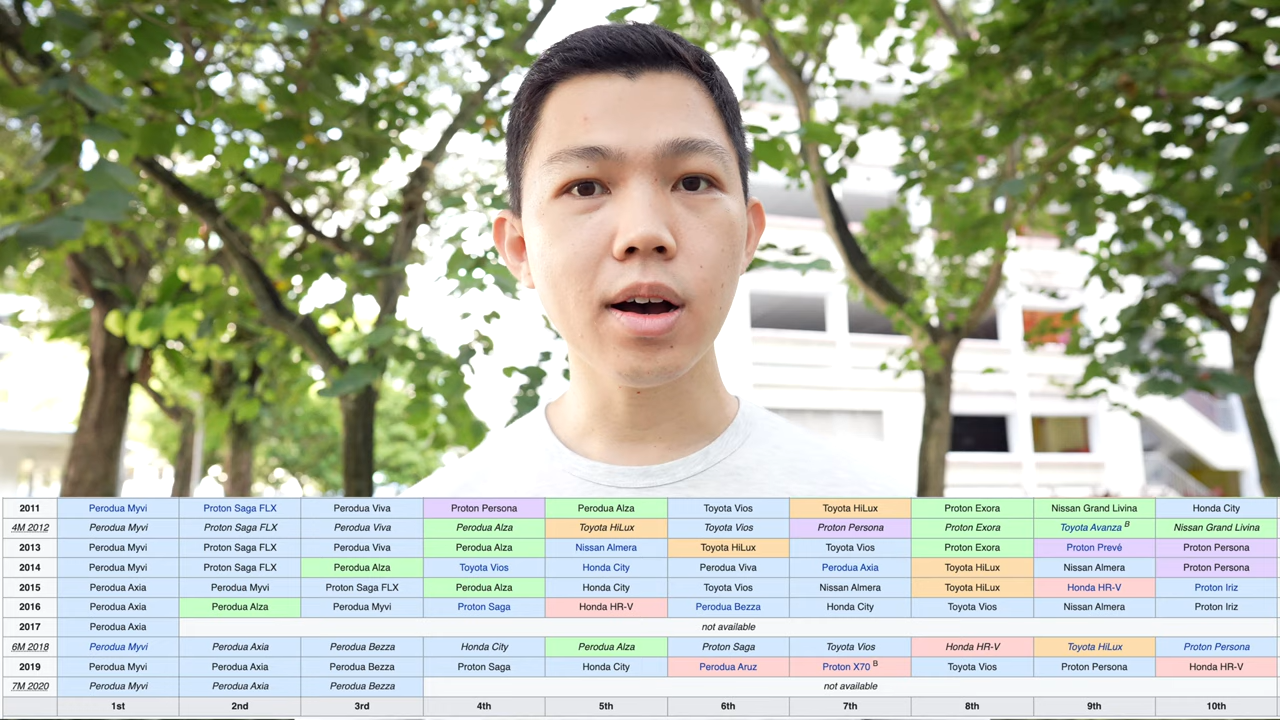 2011 Perodua Myvi Proton Saga FLX Perodua Viva Proton Persona Perodua Alza Toyota Vios Toyota HiLux Proton Exora Nissan Grand Livina Honda City
4M 2012 Perodua Myvi Proton Saga FLX Perodua Viva Perodua Alza Toyota HiLux Toyota Vios Proton Persona Proton Exora Toyota Avanza B Nissan Grand Livina
2013 Perodua Myvi Proton Saga FLX Perodua Viva Perodua Alza Nissan Almera Toyota HiLux Toyota Vios Proton Exora Proton Prevé Proton Persona
2014 Perodua Myvi Proton Saga FLX Perodua Alza Toyota Vios Honda City Perodua Viva Perodua Axia Toyota HiLux Nissan Almera Proton Persona
2015 Perodua Axia Perodua Myvi Proton Saga FLX Perodua Alza Honda City Toyota Vios Nissan Almera Toyota HiLux Honda HR-V Proton Iriz
2016 Perodua Axia Perodua Alza Perodua Myvi Proton Saga Honda HR-V Perodua Bezza Honda City Toyota Vios Nissan Almera Proton Iriz
2017 Perodua Axia not available
6M 2018 Perodua Myvi Perodua Axia Perodua Bezza Honda City Perodua Alza Proton Saga Toyota Vios Honda HR-V Toyota HiLux Proton Persona
2019 Perodua Myvi Perodua Axia Perodua Bezza Proton Saga Honda City Perodua Aruz Proton X70 B Toyota Vios Proton Persona Honda HR-V
7M 2020 Perodua Myvi Perodua Axia Perodua Bezza not available
1st 2nd 3rd 4th 5th 6th 7th 8th 9th 10th